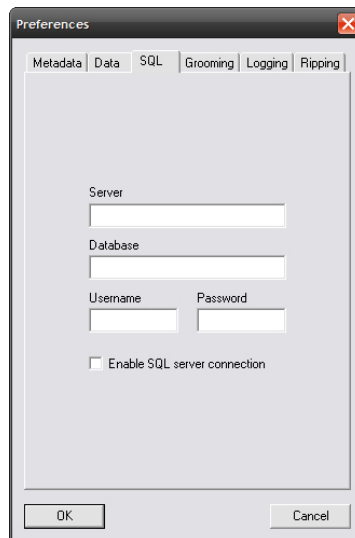 Preferences
Metadata Data SQL Grooming Logging Ripping
Server
Database
Username Password
Enable SQL server connection
OK Cancel